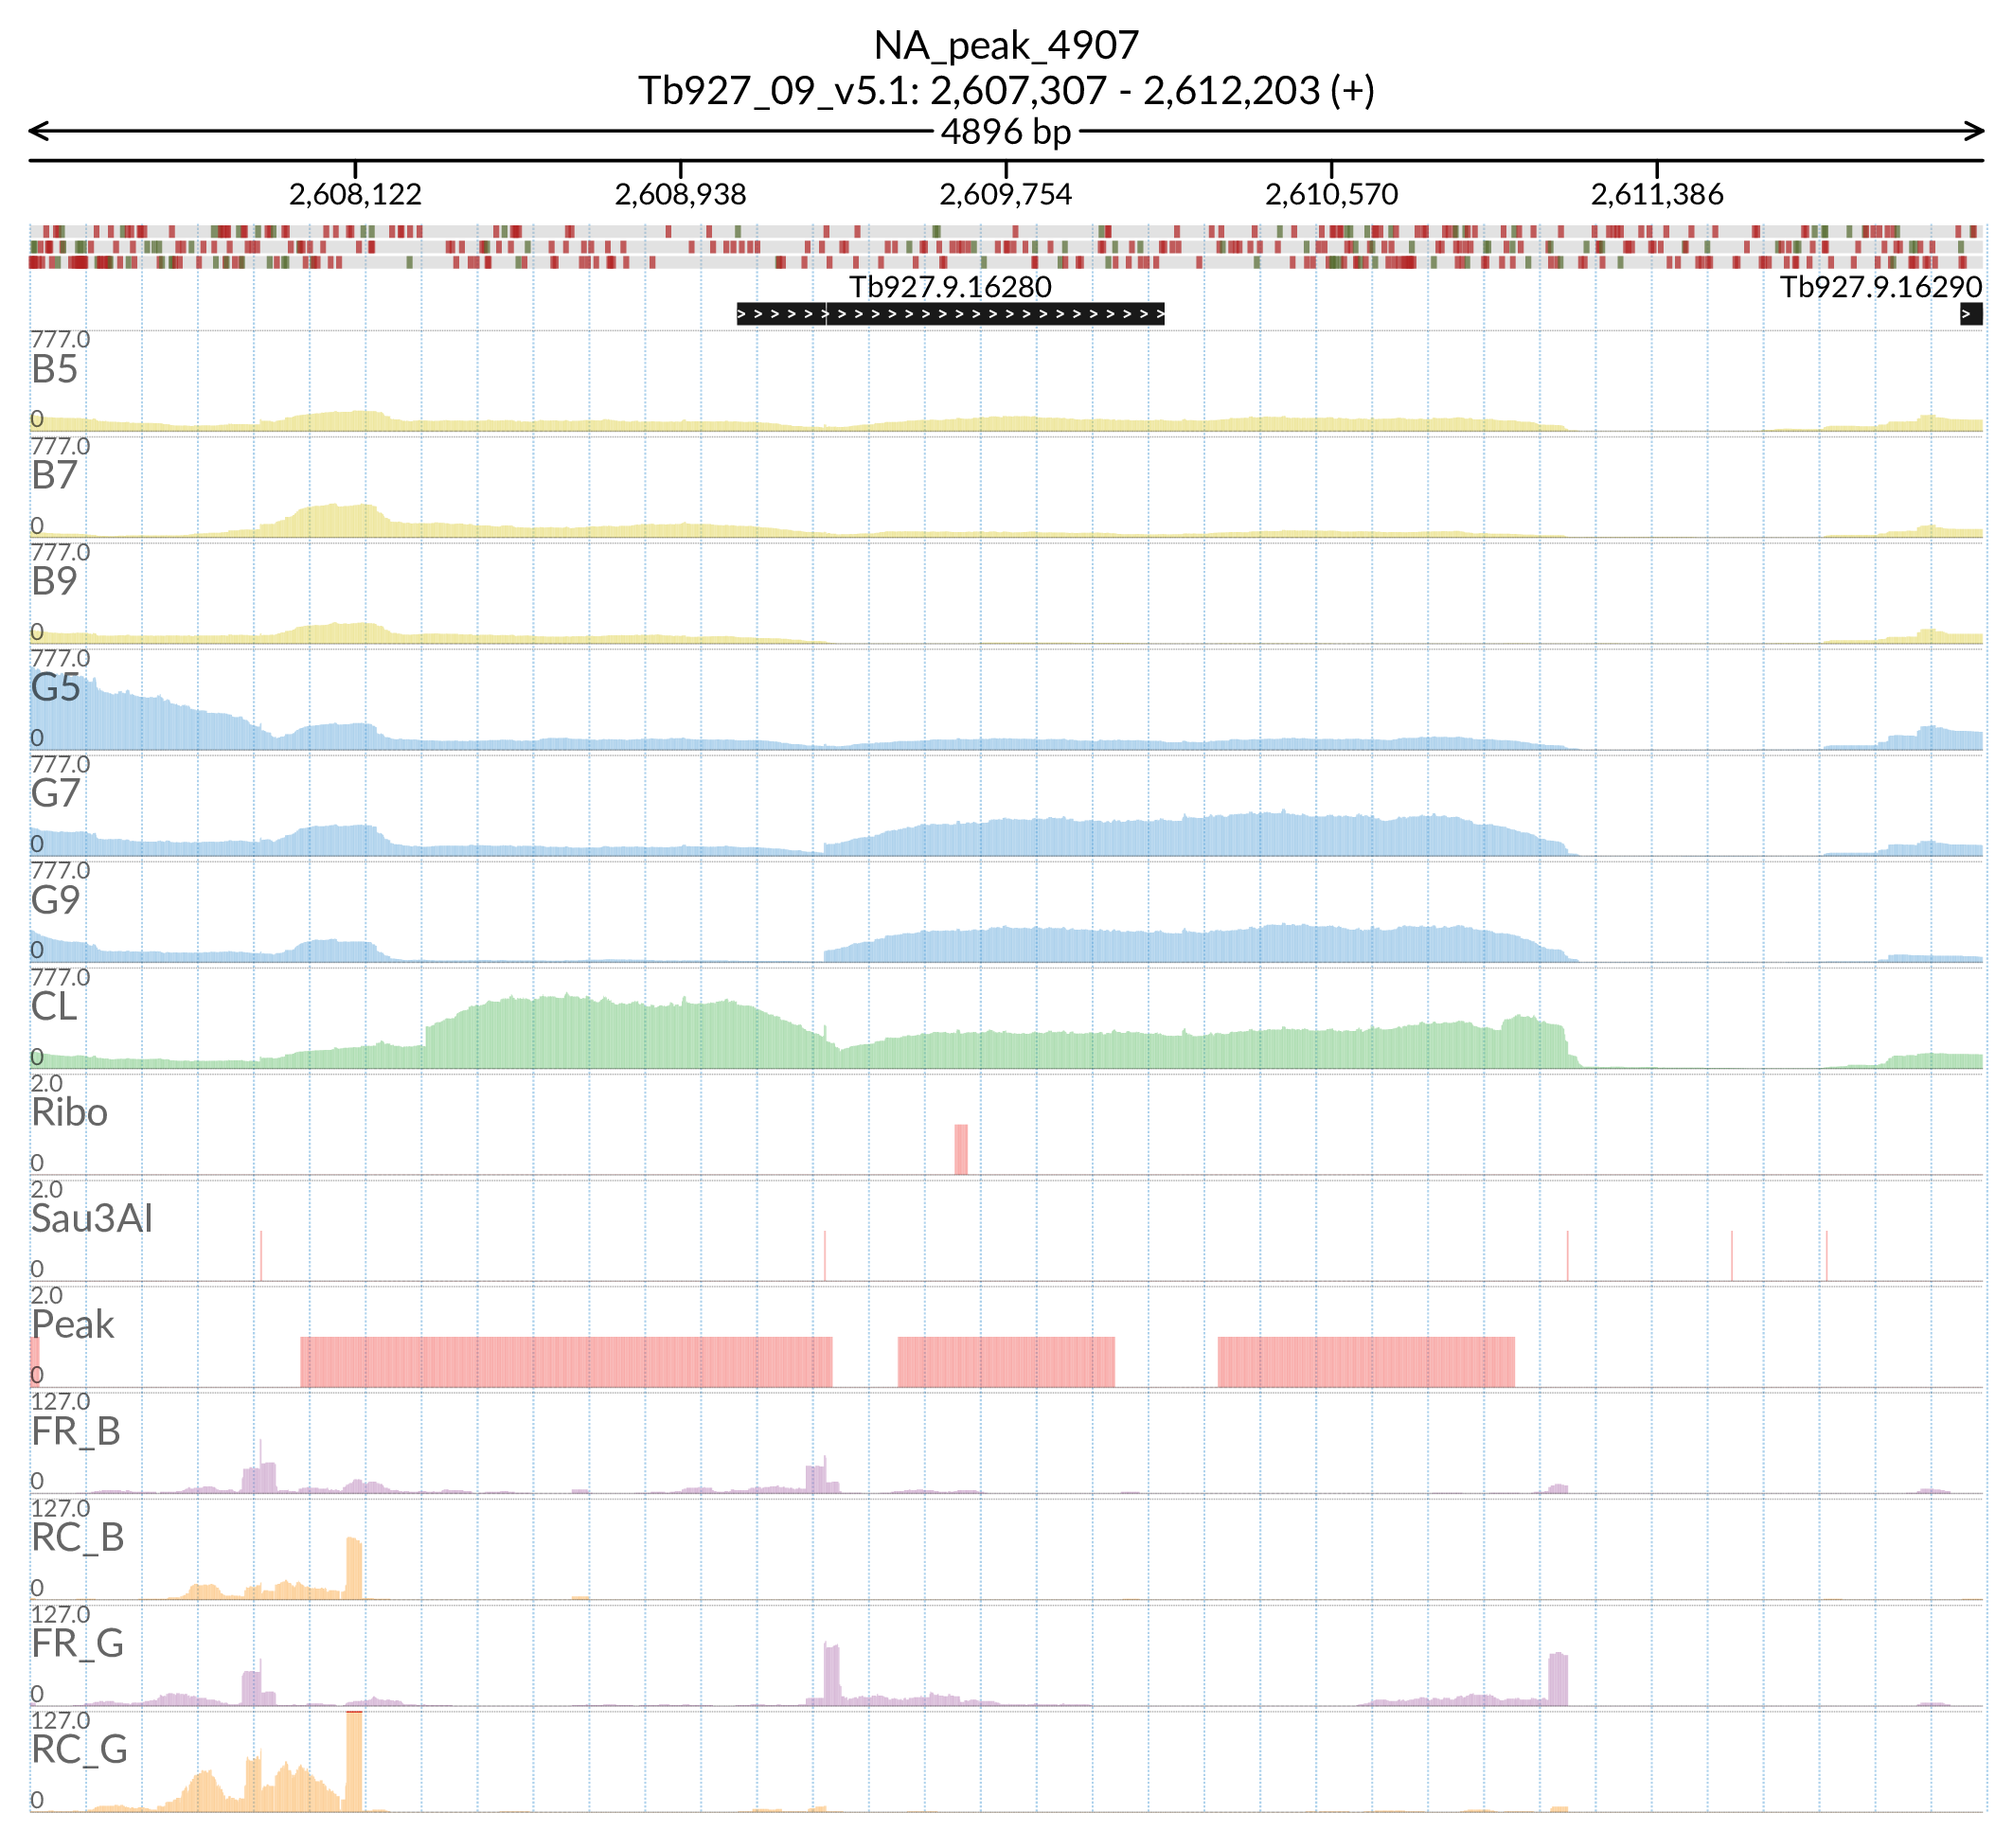 NA_peak_4907
Tb927_09_v5.1: 2,607,307 - 2,612,203 (+)
4896 bp
2,608,122 2,608,938 2,609,754 2,610,570 2,611,386
Tb927.9.16280 Tb927.9.16290
777.0
B5
0
777.0
B7
0
777.0
B9
0
777.0
G5
0
777.0
G7
0
777.0
G9
0
777.0
CL
0
2.0
Ribo
0
2.0
Sau3AI
0
2.0
Peak
0
127.0
FR_B
0
127.0
RC_B
0
127.0
FR_G
0
127.0
RC_G
0